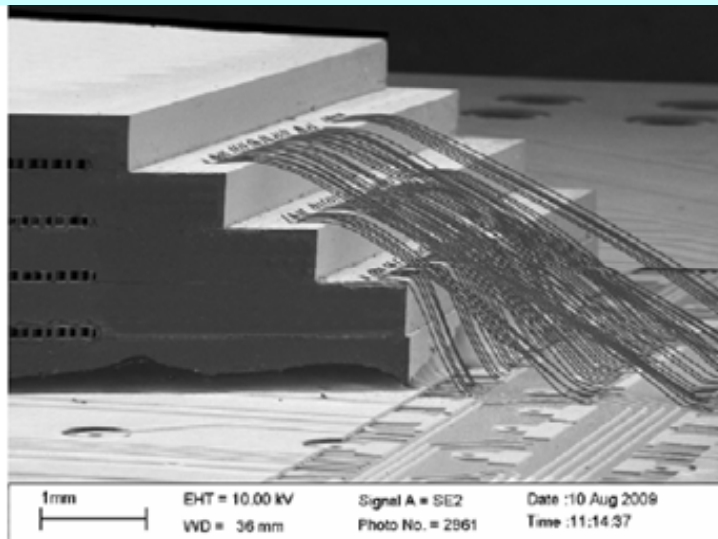 1mm EHT = 10.00 kV Signal A = SE2 Date :10 Aug 2009
WD = 36 mm Photo No. = 2961 Time :11:14:37